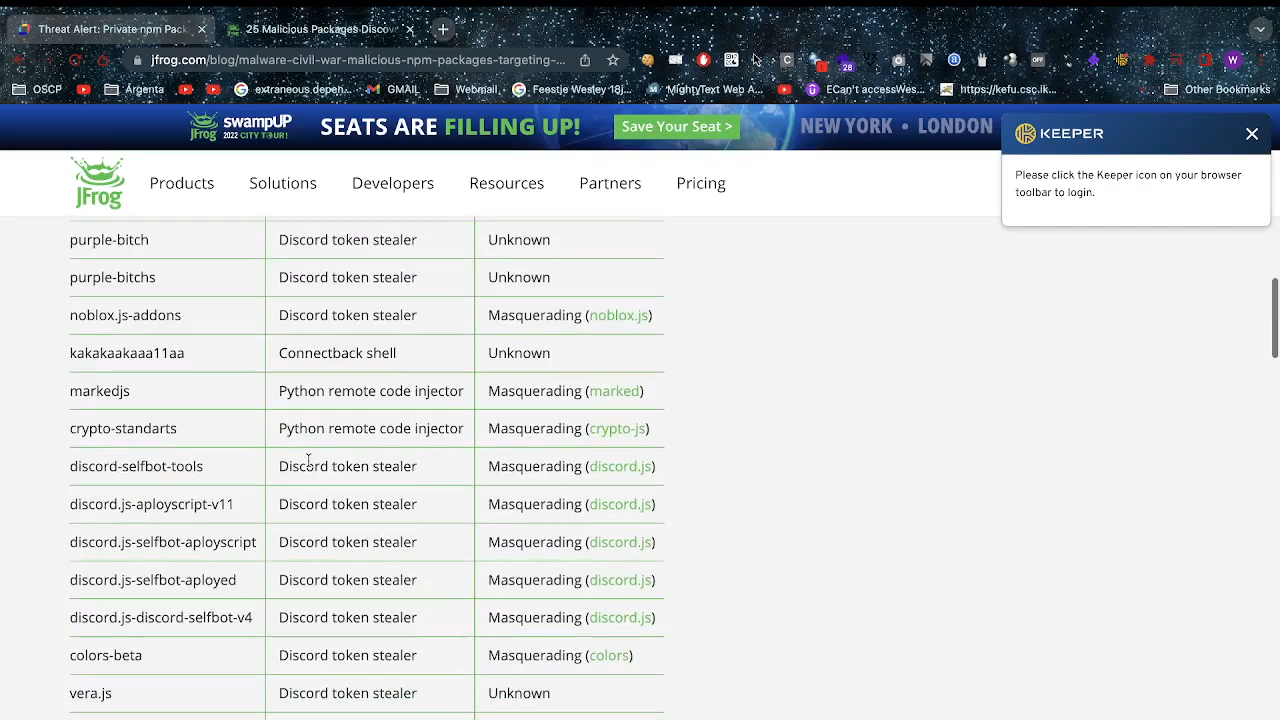 Threat Alert: Private npm Pack
25 Malicious Packages Discov
jfrog.com/blog/malware-civil-war-malicious-npm-packages-targeting-...
C
28
OFF
W
OSCP
Argenta
extraneous.depeh...
GMAIL
Webmail
Feestje Wesley 18j...
MightyText Web A...
ECan't accessWes...
https://kefu.csc.lk...
Other Bookmarks
JFrog
swampUP
2022 CITY TOUR!
SEATS ARE FILLING UP!
Save Your Seat >
NEW YORK • LONDON
KEEPER
Please click the Keeper icon on your browser
toolbar to login.
JFrog
Products
Solutions
Developers
Resources
Partners
Pricing
purple-bitch Discord token stealer Unknown
purple-bitchs Discord token stealer Unknown
noblox.js-addons Discord token stealer Masquerading (noblox.js)
kakakaakaaa11aa Connectback shell Unknown
markedjs Python remote code injector Masquerading (marked)
crypto-standarts Python remote code injector Masquerading (crypto-js)
discord-selfbot-tools Discord token stealer Masquerading (discord.js)
discord.js-aployscript-v11 Discord token stealer Masquerading (discord.js)
discord.js-selfbot-aployscript Discord token stealer Masquerading (discord.js)
discord.js-selfbot-aployed Discord token stealer Masquerading (discord.js)
discord.js-discord-selfbot-v4 Discord token stealer Masquerading (discord.js)
colors-beta Discord token stealer Masquerading (colors)
vera.js Discord token stealer Unknown